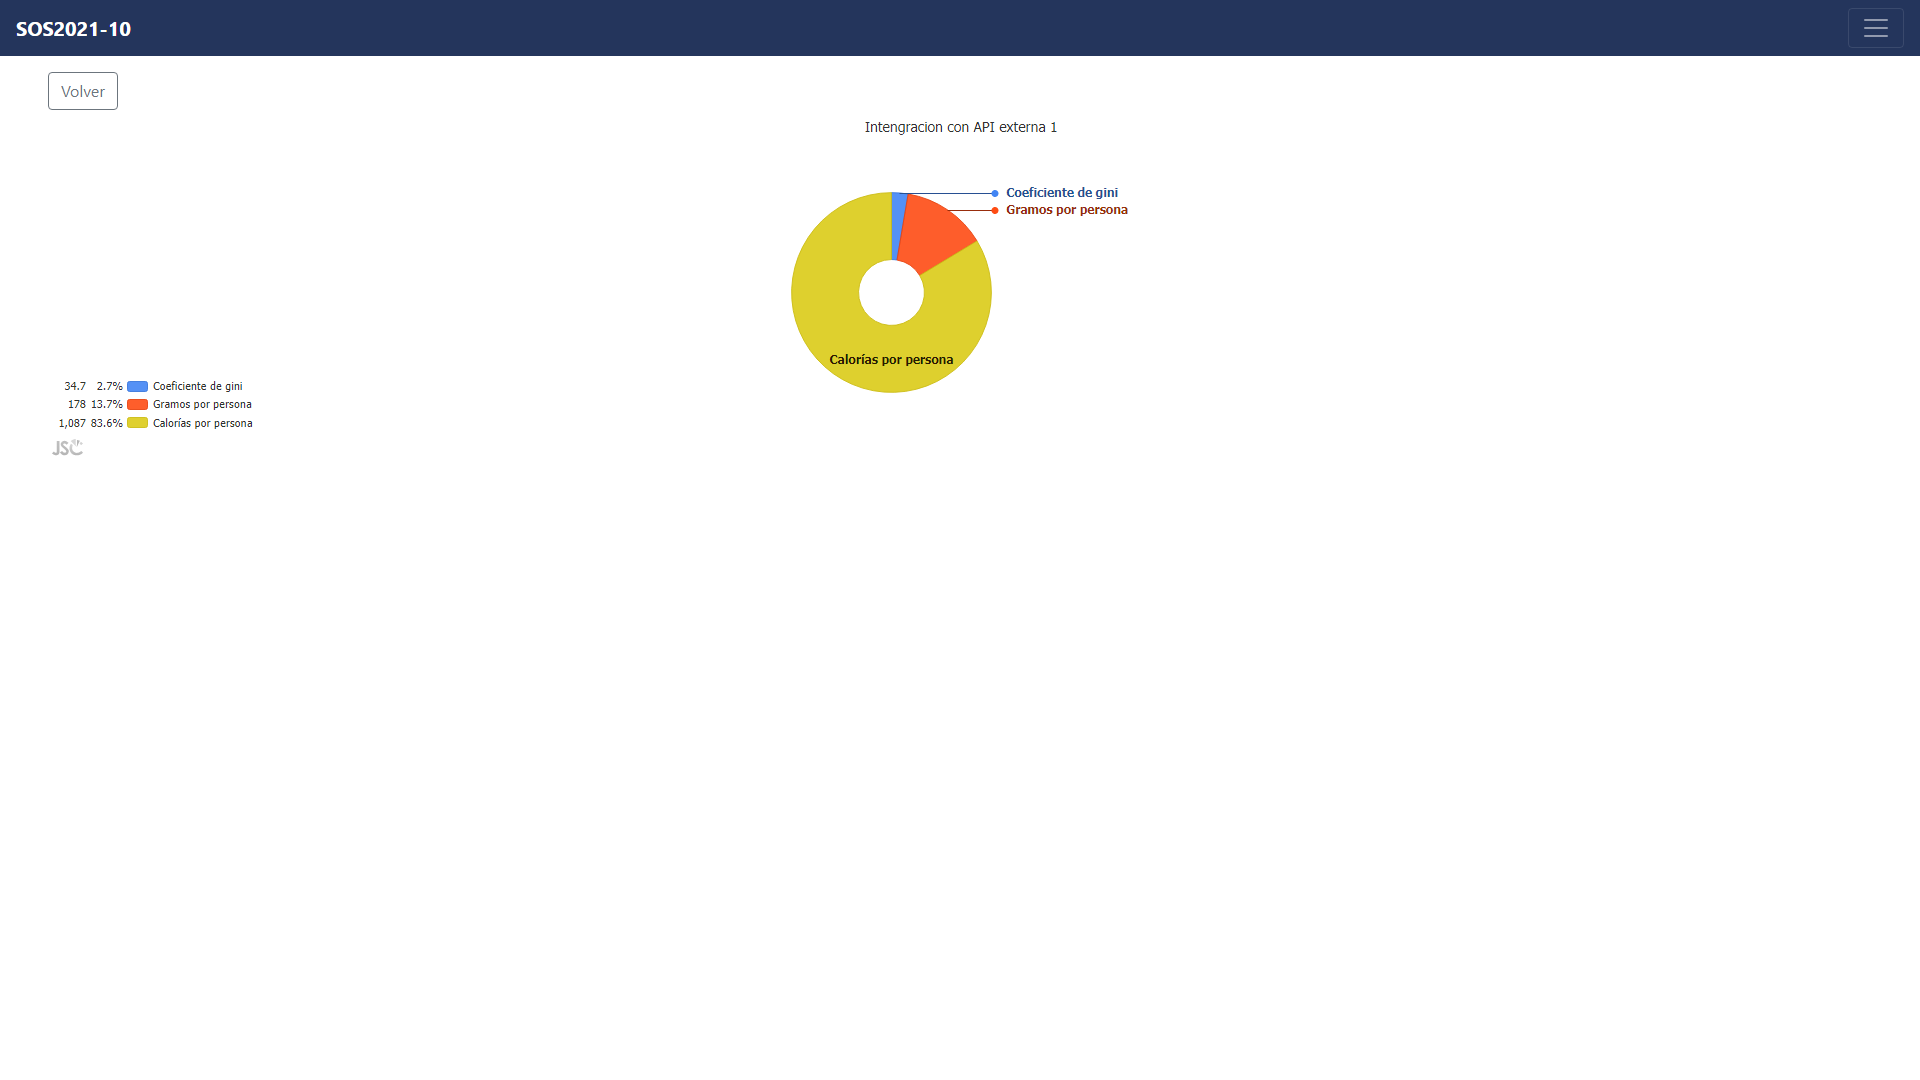 SOS2021-10
Volver
Intengracion con API externa 1
Coeficiente de gini
Gramos por persona
Calorías por persona
34.7 2.7% Coeficiente de gini
178 13.7% Gramos por persona
1,087 83.6% Calorías por persona
JSC